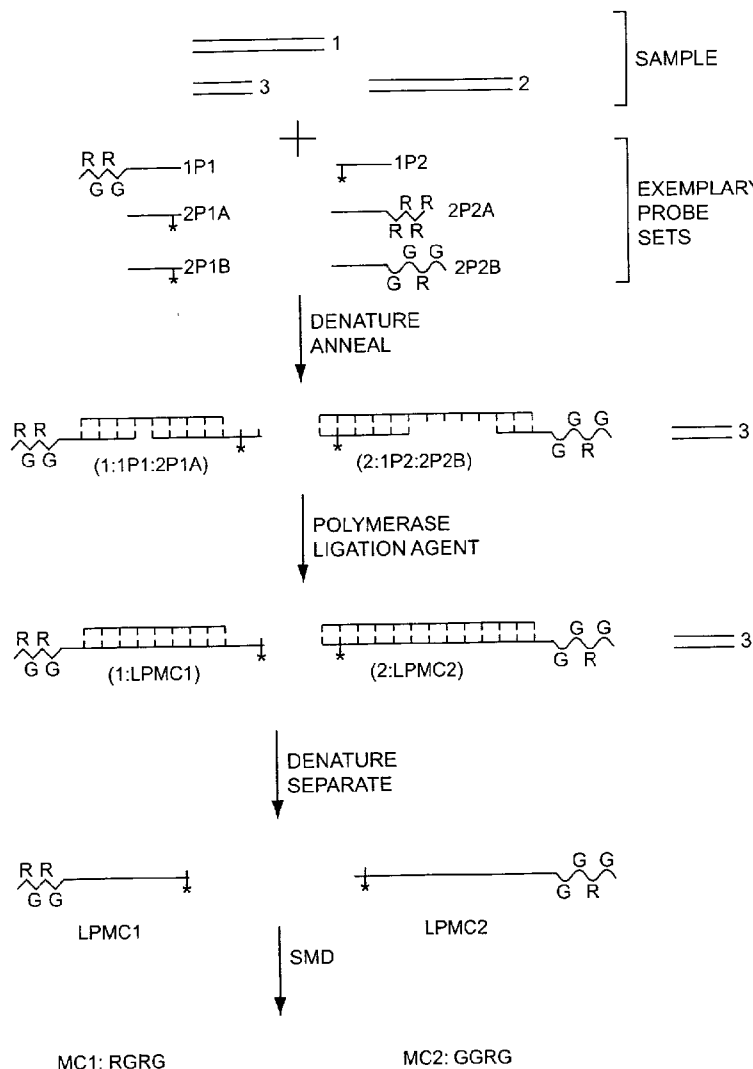 1
SAMPLE
3
2
R R
1P1
G G
1P2
*
2P1A
*
R R
2P2A
R R
EXEMPLARY
PROBE
SETS
2P1B
*
G G
2P2B
G R
DENATURE
ANNEAL
R R
G G
*
(1:1P1:2P1A)
*
(2:1P2:2P2B)
G G
G R
3
POLYMERASE
LIGATION AGENT
R R
G G
*
(1:LPMC1)
*
(2:LPMC2)
G G
G R
3
DENATURE
SEPARATE
R R
G G
*
LPMC1
*
G G
G R
LPMC2
SMD
MC1: RGRG
MC2: GGRG